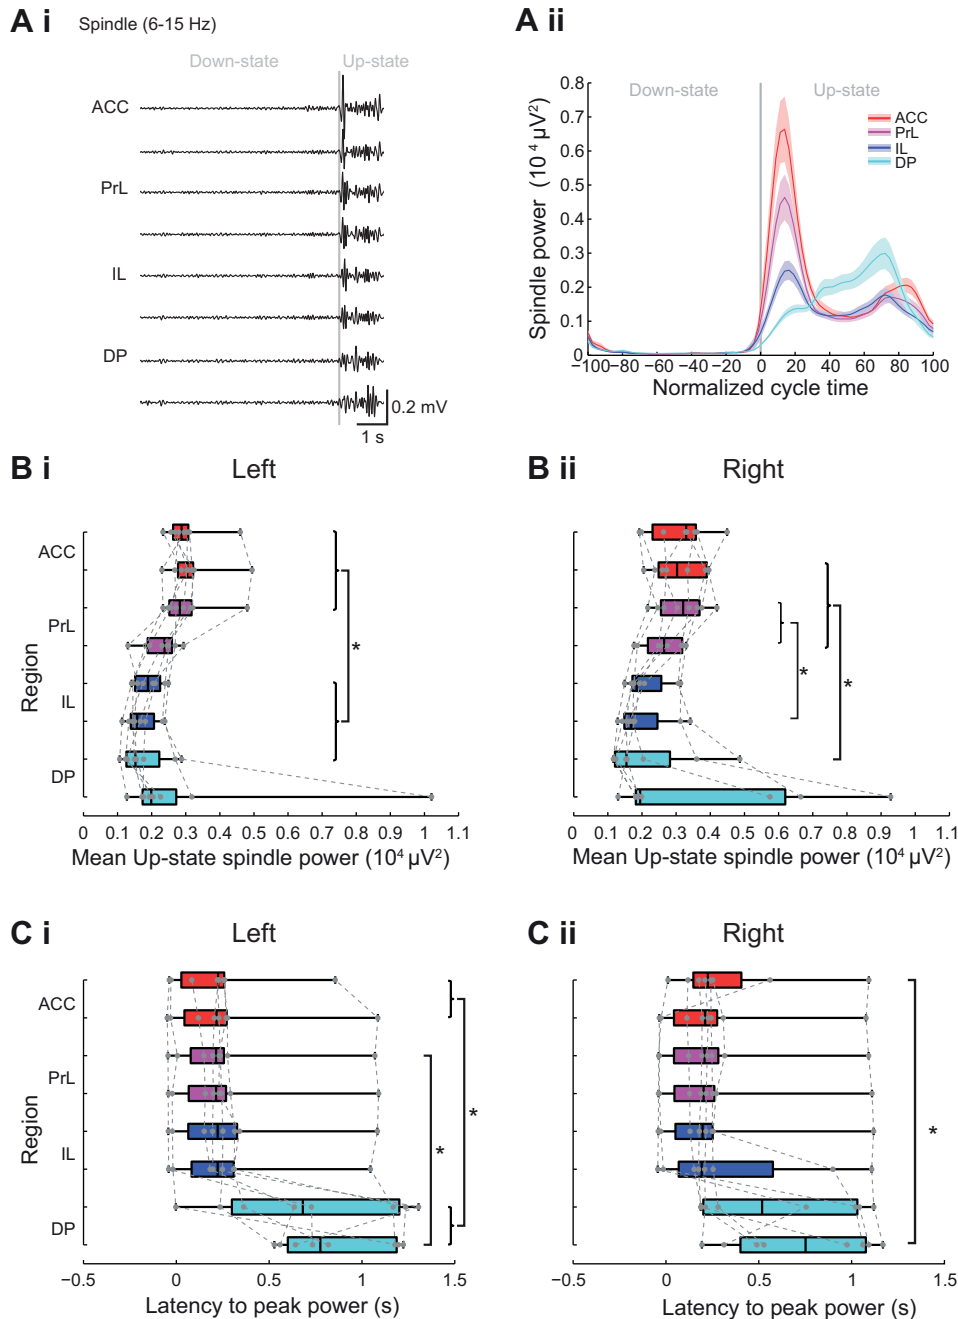 A i Spindle (6-15 Hz)
Down-state Up-state
ACC
PrL
IL
DP
0.2 mV
1 s
A ii
Down-state Up-state
ACC
PrL
IL
DP
Spindle power (10⁴ µV²)
0.8
0.7
0.6
0.5
0.4
0.3
0.2
0.1
0
−100 −80 −60 −40 −20 0 20 40 60 80 100
Normalized cycle time
B i Left
Region
ACC
PrL
IL
DP
*
0 0.1 0.2 0.3 0.4 0.5 0.6 0.7 0.8 0.9 1 1.1
Mean Up-state spindle power (10⁴ µV²)
B ii Right
*
*
0 0.1 0.2 0.3 0.4 0.5 0.6 0.7 0.8 0.9 1 1.1
Mean Up-state spindle power (10⁴ µV²)
C i Left
Region
ACC
PrL
IL
DP
*
*
−0.5 0 0.5 1 1.5
Latency to peak power (s)
C ii Right
*
−0.5 0 0.5 1 1.5
Latency to peak power (s)